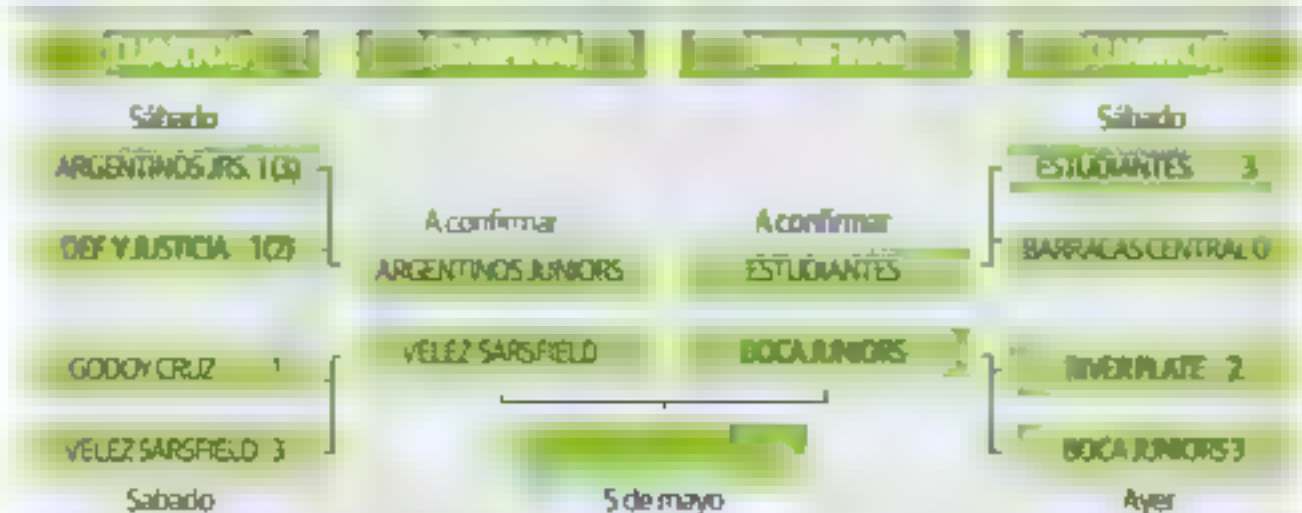 Sábado
Sábado
ARGENTINOS JRS. 1(3)
ESTUDIANTES 3
A confirmar
A confirmar
DEF Y JUSTICIA 1(2)
BARRACAS CENTRAL 0
ARGENTINOS JUNIORS
ESTUDIANTES
VELEZ SARSFIELD
BOCA JUNIORS
GODOY CRUZ 1
RIVER PLATE 2
VELEZ SARSFIELD 3
BOCA JUNIORS 3
Sabado
5 de mayo
Ayer